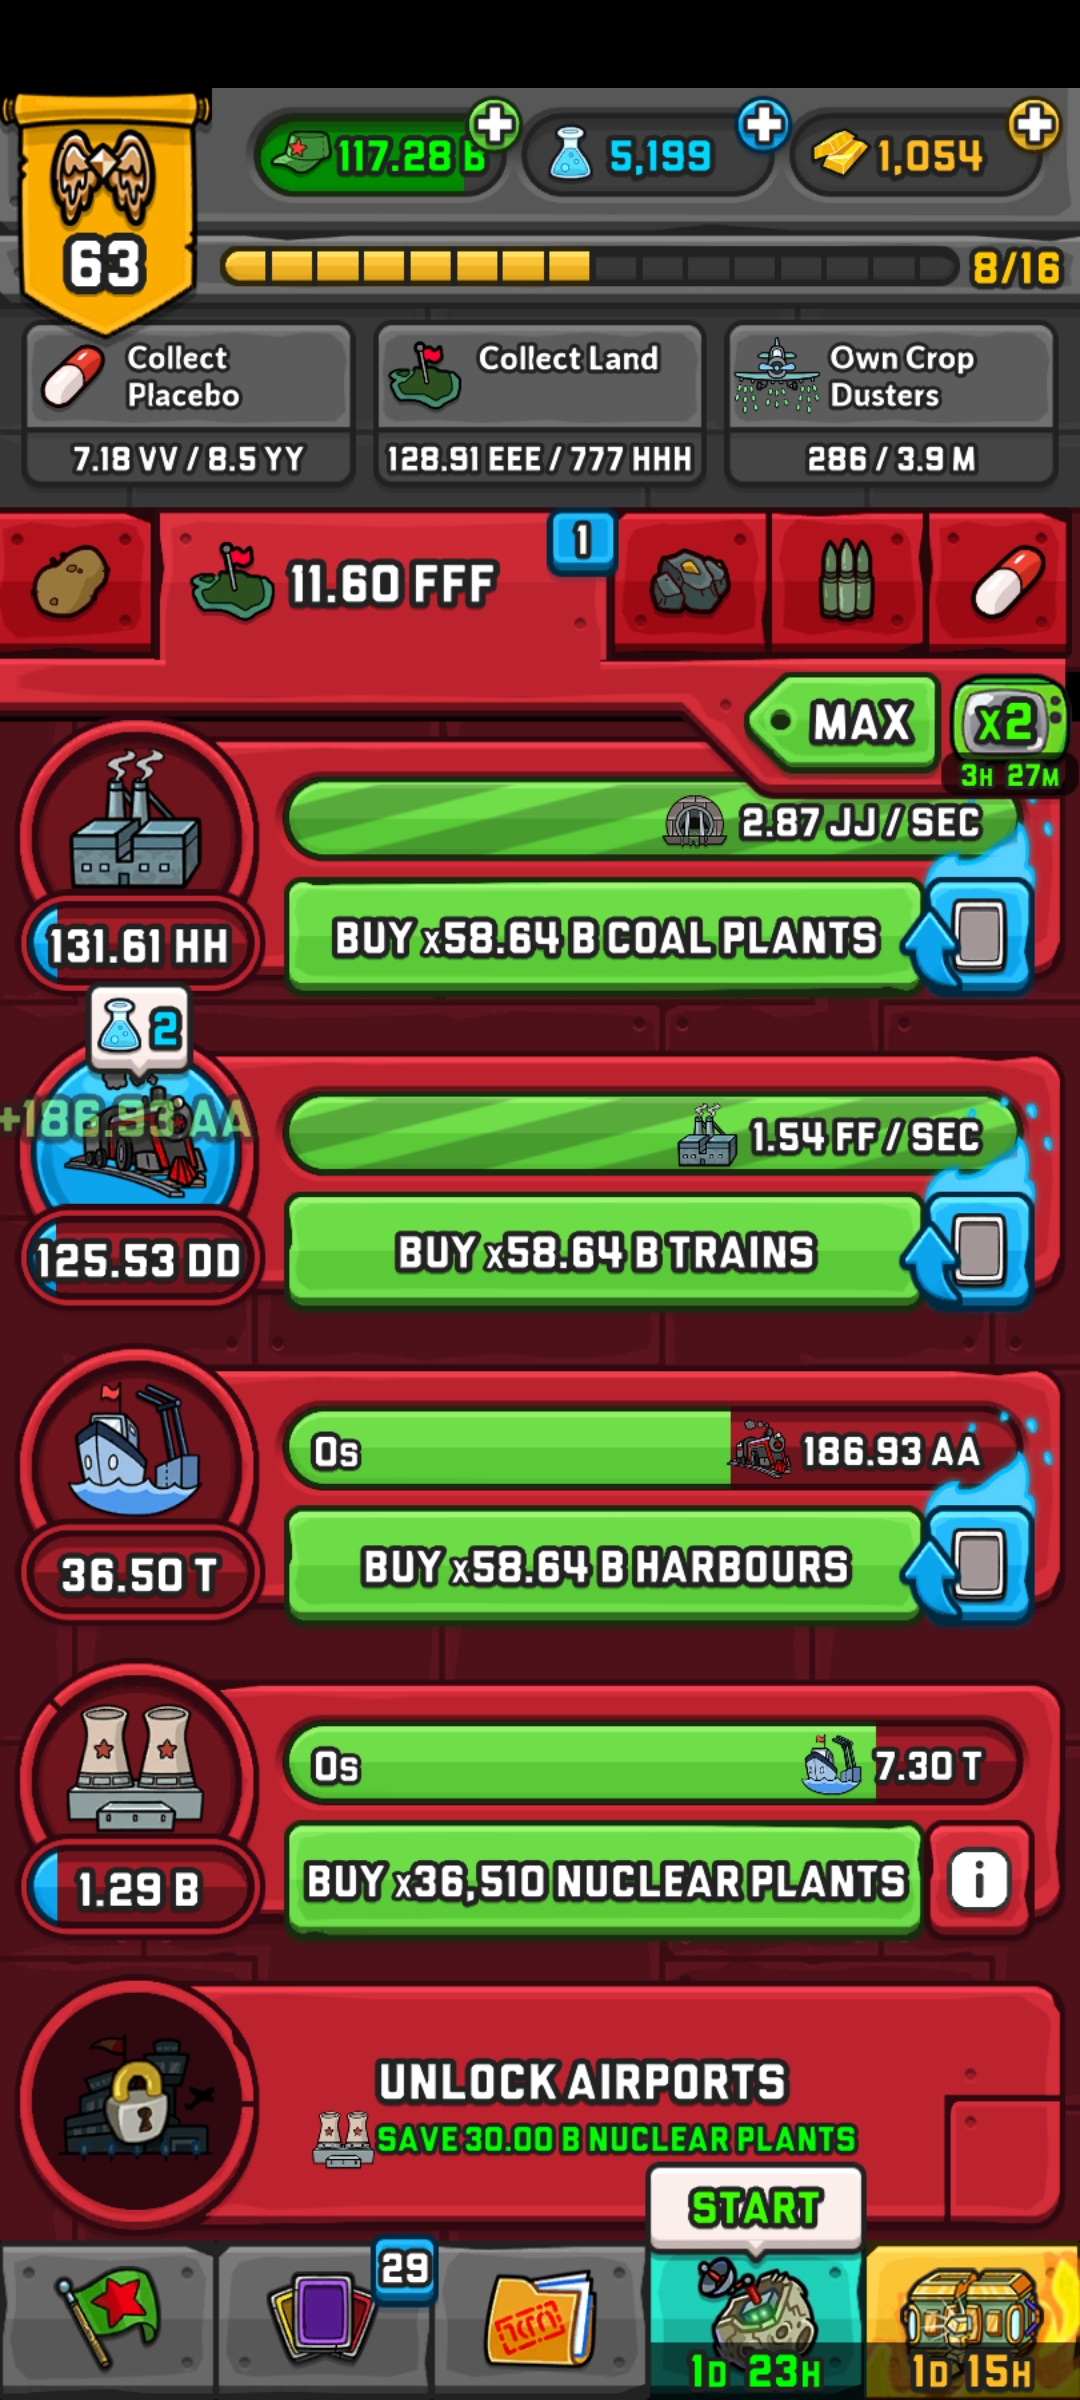 117.28 B
5,199
1,054
63
8/16
Collect
Placebo
7.18 VV / 8.5 YY
Collect Land
128.91 EEE / 777 HHH
Own Crop
Dusters
286 / 3.9 M
11.60 FFF
1
MAX
x2
3H 27M
2.87 JJ / SEC
BUY x58.64 B COAL PLANTS
131.61 HH
2
+186.93 AA
1.54 FF / SEC
BUY x58.64 B TRAINS
125.53 DD
0s
186.93 AA
BUY x58.64 B HARBOURS
36.50 T
0s
7.30 T
BUY x36,510 NUCLEAR PLANTS
i
1.29 B
UNLOCK AIRPORTS
SAVE 30.00 B NUCLEAR PLANTS
START
29
1D 23H
1D 15H